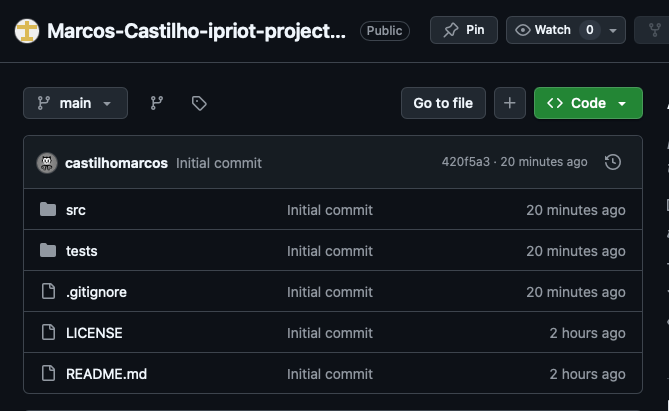 Marcos-Castilho-ipriot-project... Public Pin Watch 0
main Go to file Code
castilhomarcos Initial commit 420f5a3 · 20 minutes ago
src Initial commit 20 minutes ago
tests Initial commit 20 minutes ago
.gitignore Initial commit 20 minutes ago
LICENSE Initial commit 2 hours ago
README.md Initial commit 2 hours ago